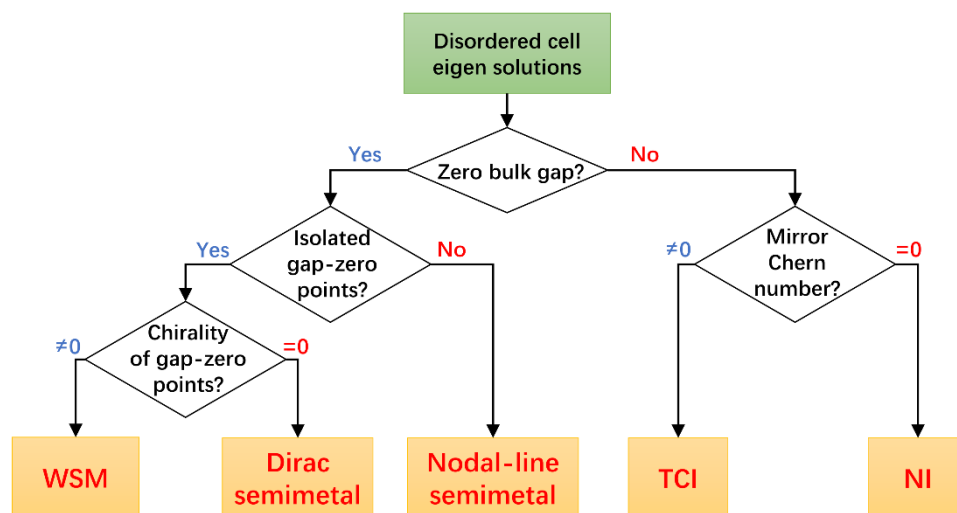 Disordered cell
eigen solutions
Yes
No
Zero bulk gap?
Yes
Isolated
gap-zero
points?
No
≠0
Mirror
Chern
number?
=0
≠0
Chirality
of gap-zero
points?
=0
WSM
Dirac
semimetal
Nodal-line
semimetal
TCI
NI